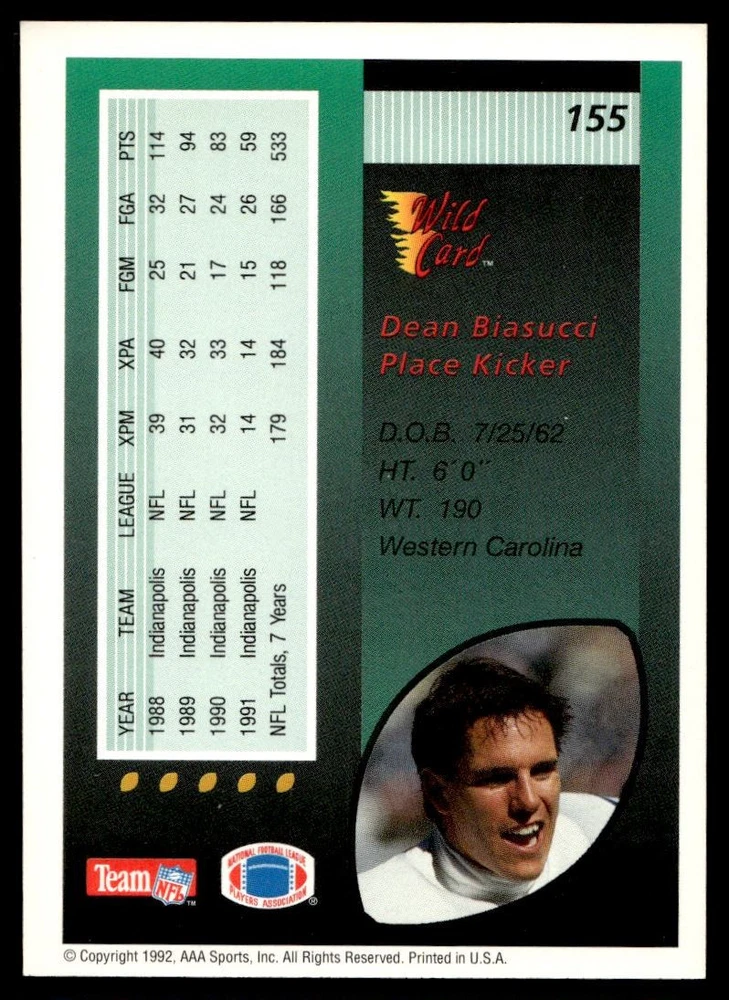 155
Wild
Card™
Dean Biasucci
Place Kicker
D.O.B. 7/25/62
HT. 6'0"
WT. 190
Western Carolina
YEAR TEAM LEAGUE XPM XPA FGM FGA PTS
1988 Indianapolis NFL 39 40 25 32 114
1989 Indianapolis NFL 31 32 21 27 94
1990 Indianapolis NFL 32 33 17 24 83
1991 Indianapolis NFL 14 14 15 26 59
NFL Totals, 7 Years 179 184 118 166 533
Team NFL™
NATIONAL FOOTBALL LEAGUE
PLAYERS ASSOCIATION®
© Copyright 1992, AAA Sports, Inc. All Rights Reserved. Printed in U.S.A.